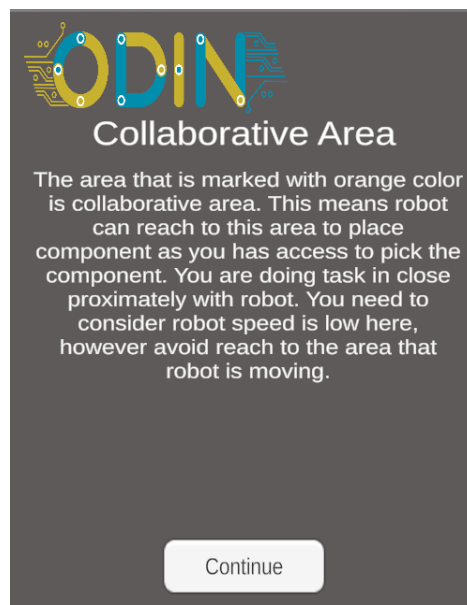 ODIN
Collaborative Area
The area that is marked with orange color
is collaborative area. This means robot
can reach to this area to place
component as you has access to pick the
component. You are doing task in close
proximately with robot. You need to
consider robot speed is low here,
however avoid reach to the area that
robot is moving.
Continue